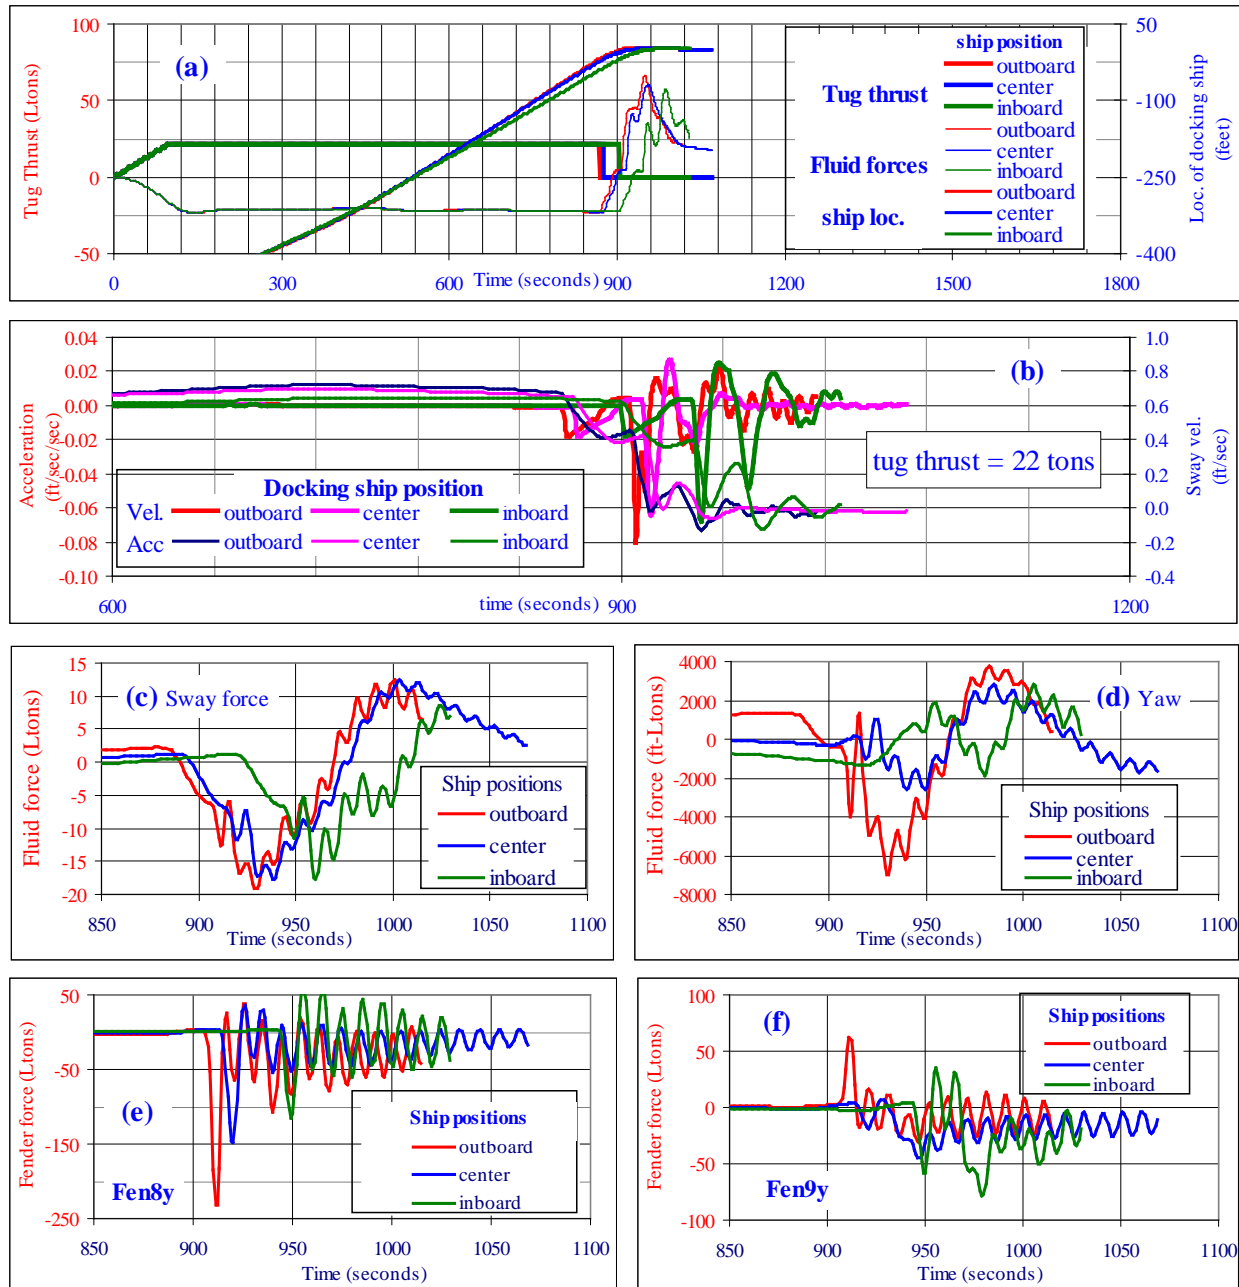 100
50
0
-50
Tug Thrust (Ltons)
(a)
ship position
outboard
center
inboard
outboard
center
inboard
outboard
center
inboard
Tug thrust
Fluid forces
ship loc.
50
-100
-250
-400
Loc. of docking ship
(feet)
0
300
600
900
1200
1500
1800
Time (seconds)
0.04
0.02
0.00
-0.02
-0.04
-0.06
-0.08
-0.10
Acceleration
(ft/sec/sec)
(b)
tug thrust = 22 tons
Docking ship position
Vel. outboard center inboard
Acc outboard center inboard
1.0
0.8
0.6
0.4
0.2
0.0
-0.2
-0.4
Sway vel.
(ft/sec)
600
900
1200
time (seconds)
15
10
5
0
-5
-10
-15
-20
Fluid force (Ltons)
(c) Sway force
Ship positions
outboard
center
inboard
850
900
950
1000
1050
1100
Time (seconds)
4000
2000
0
-2000
-4000
-6000
-8000
Fluid force (ft-Ltons)
(d) Yaw
Ship positions
outboard
center
inboard
850
900
950
1000
1050
1100
Time (seconds)
50
-50
-150
-250
Fender force (Ltons)
(e)
Fen8y
Ship positions
outboard
center
inboard
850
900
950
1000
1050
1100
Time (seconds)
100
50
0
-50
-100
Fender force (Ltons)
(f)
Fen9y
Ship positions
outboard
center
inboard
850
900
950
1000
1050
1100
Time (seconds)